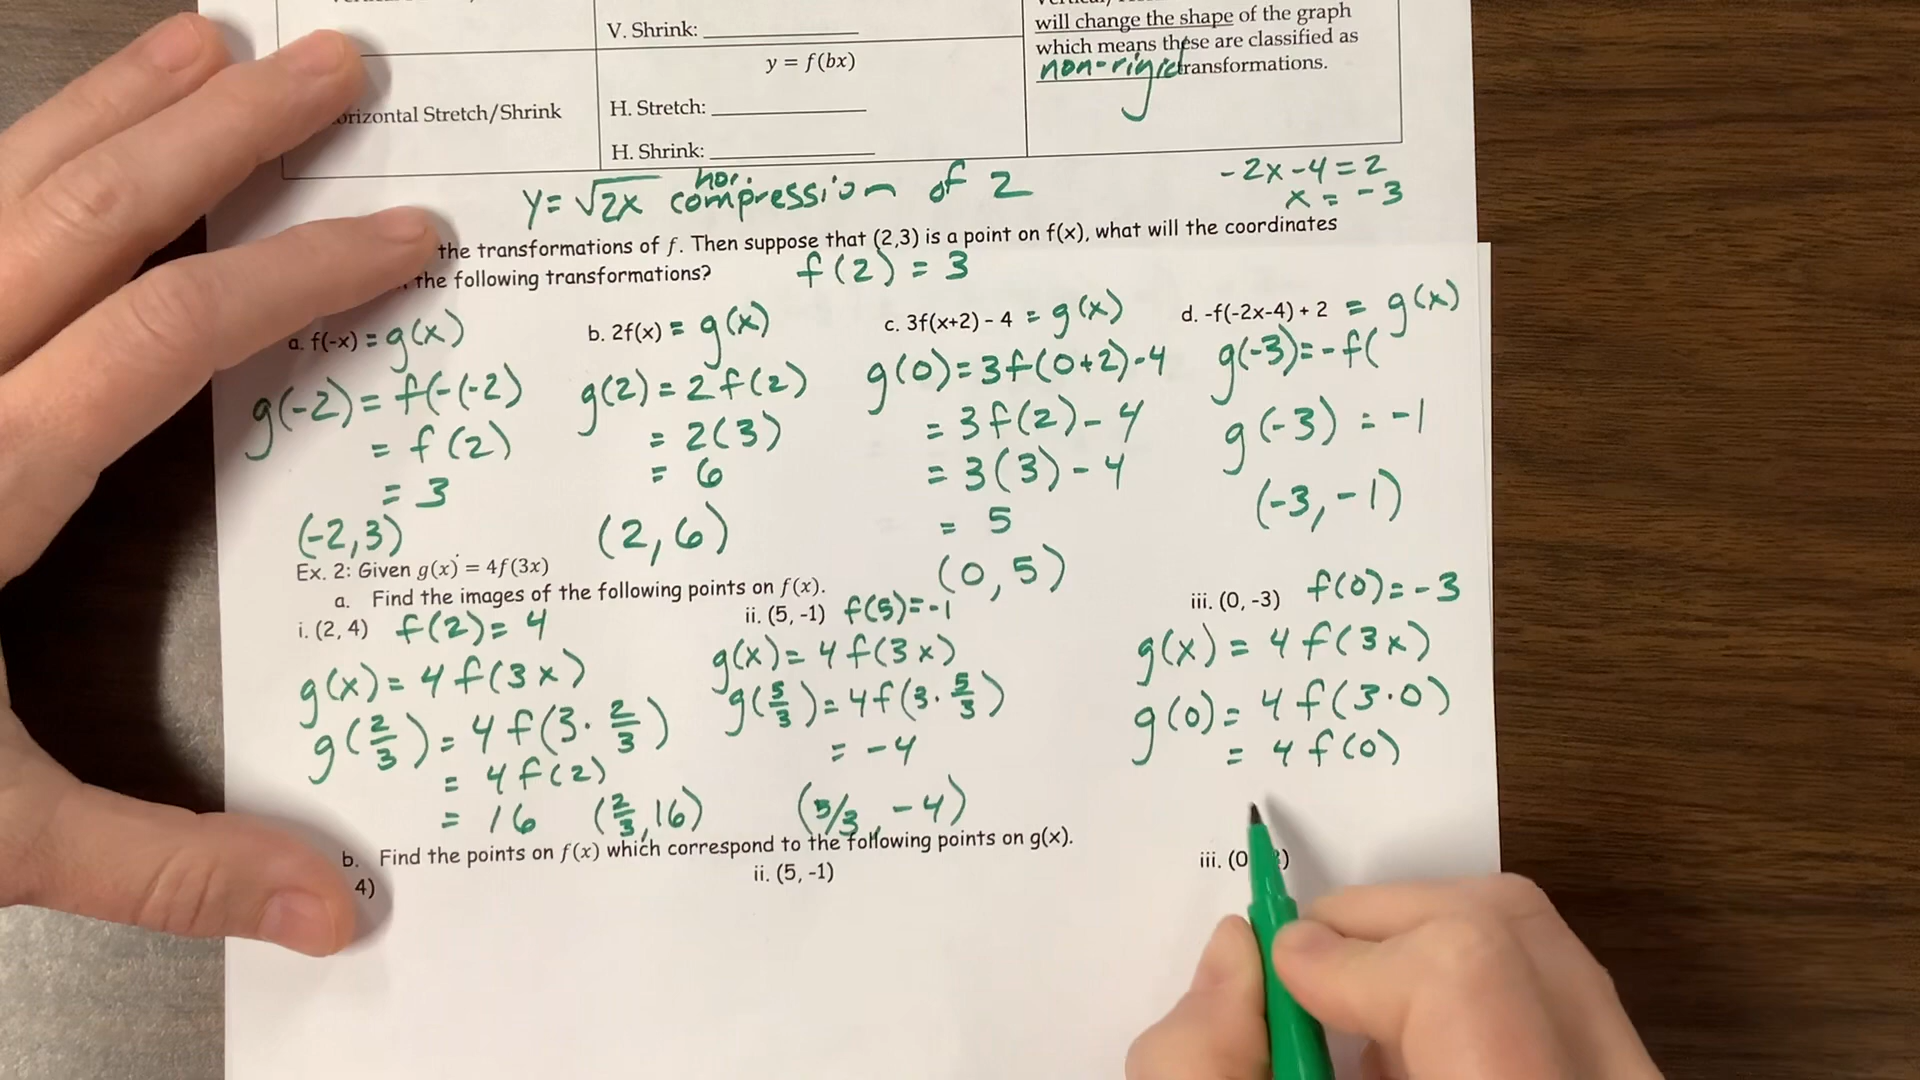 V. Shrink:
will change the shape of the graph
which means these are classified as
non-rigid transformations.
y = f(bx)
Horizontal Stretch/Shrink
H. Stretch:
H. Shrink:
y = √2x hor. compression of 2
-2x-4=2
x = -3
the transformations of f. Then suppose that (2,3) is a point on f(x), what will the coordinates
the following transformations? f(2) = 3
a. f(-x) = g(x)
g(-2) = f(-(-2)
= f(2)
= 3
(-2,3)
b. 2f(x) = g(x)
g(2) = 2f(2)
= 2(3)
= 6
(2,6)
c. 3f(x+2) - 4 = g(x)
g(0) = 3f(0+2)-4
= 3f(2)-4
= 3(3)-4
= 5
(0,5)
d. -f(-2x-4) + 2 = g(x)
g(-3)=-f(
g(-3) = -1
(-3,-1)
Ex. 2: Given g(x) = 4f(3x)
a. Find the images of the following points on f(x).
i. (2, 4) f(2) = 4
g(x) = 4f(3x)
g(2/3) = 4f(3·2/3)
= 4f(2)
= 16 (2/3,16)
ii. (5, -1) f(5)=-1
g(x) = 4f(3x)
g(5/3) = 4f(3·5/3)
= -4
(5/3, -4)
iii. (0, -3) f(0)=-3
g(x) = 4f(3x)
g(0) = 4f(3·0)
= 4f(0)
b. Find the points on f(x) which correspond to the following points on g(x).
4)
ii. (5, -1)
iii. (0